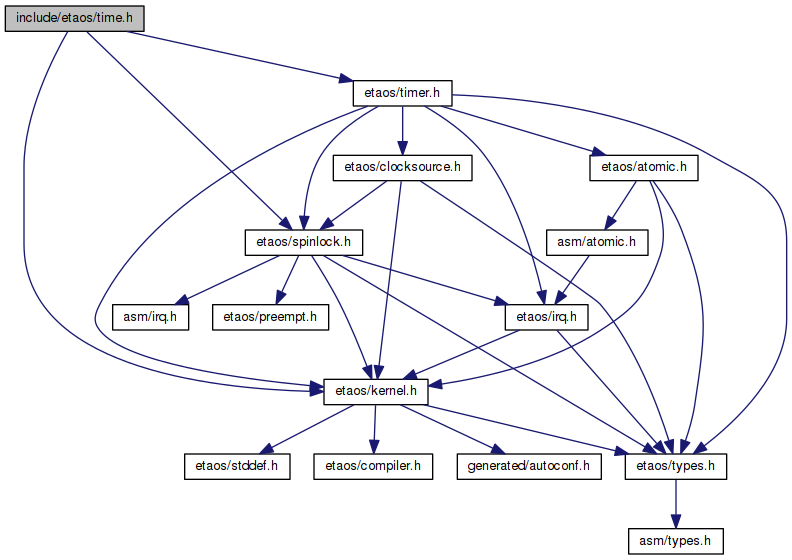 include/etaos/time.h
etaos/timer.h
etaos/clocksource.h
etaos/atomic.h
etaos/spinlock.h
asm/atomic.h
asm/irq.h
etaos/preempt.h
etaos/irq.h
etaos/kernel.h
etaos/stddef.h
etaos/compiler.h
generated/autoconf.h
etaos/types.h
asm/types.h